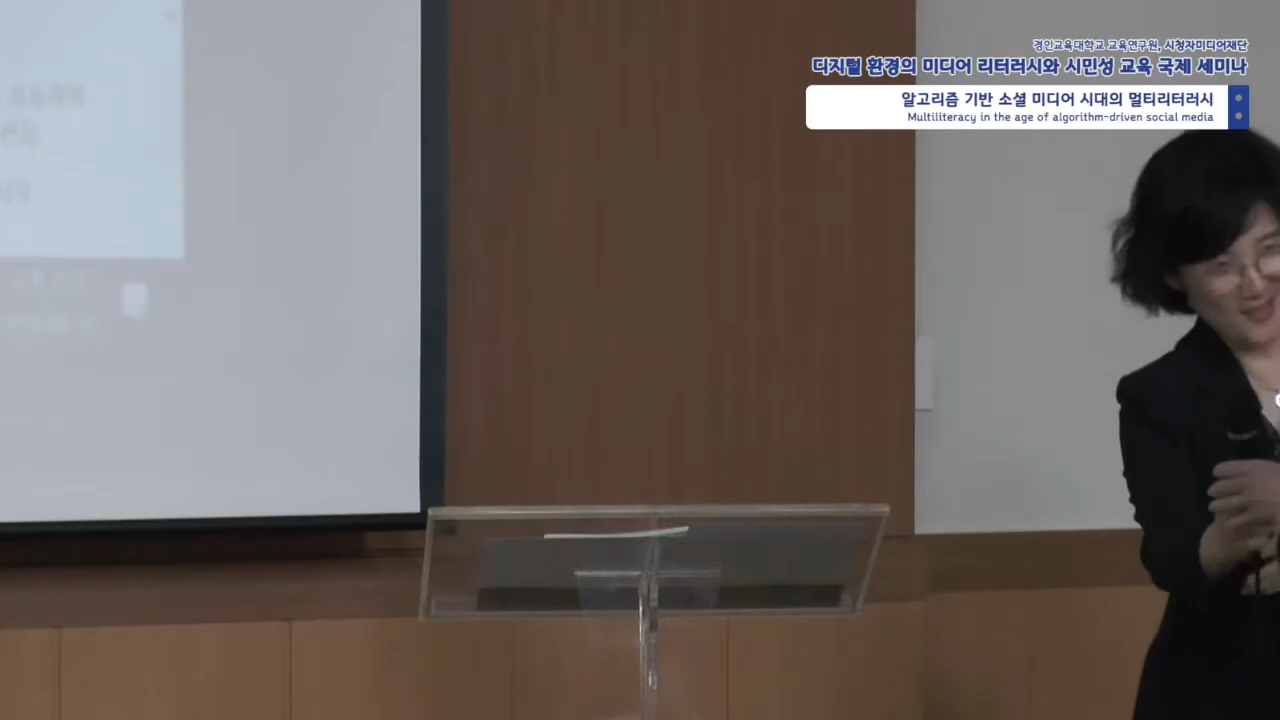 경인교육대학교 교육연구원, 시청자미디어재단
디지털 환경의 미디어 리터러시와 시민성 교육 국제 세미나
알고리즘 기반 소셜 미디어 시대의 멀티리터러시
Multiliteracy in the age of algorithm-driven social media